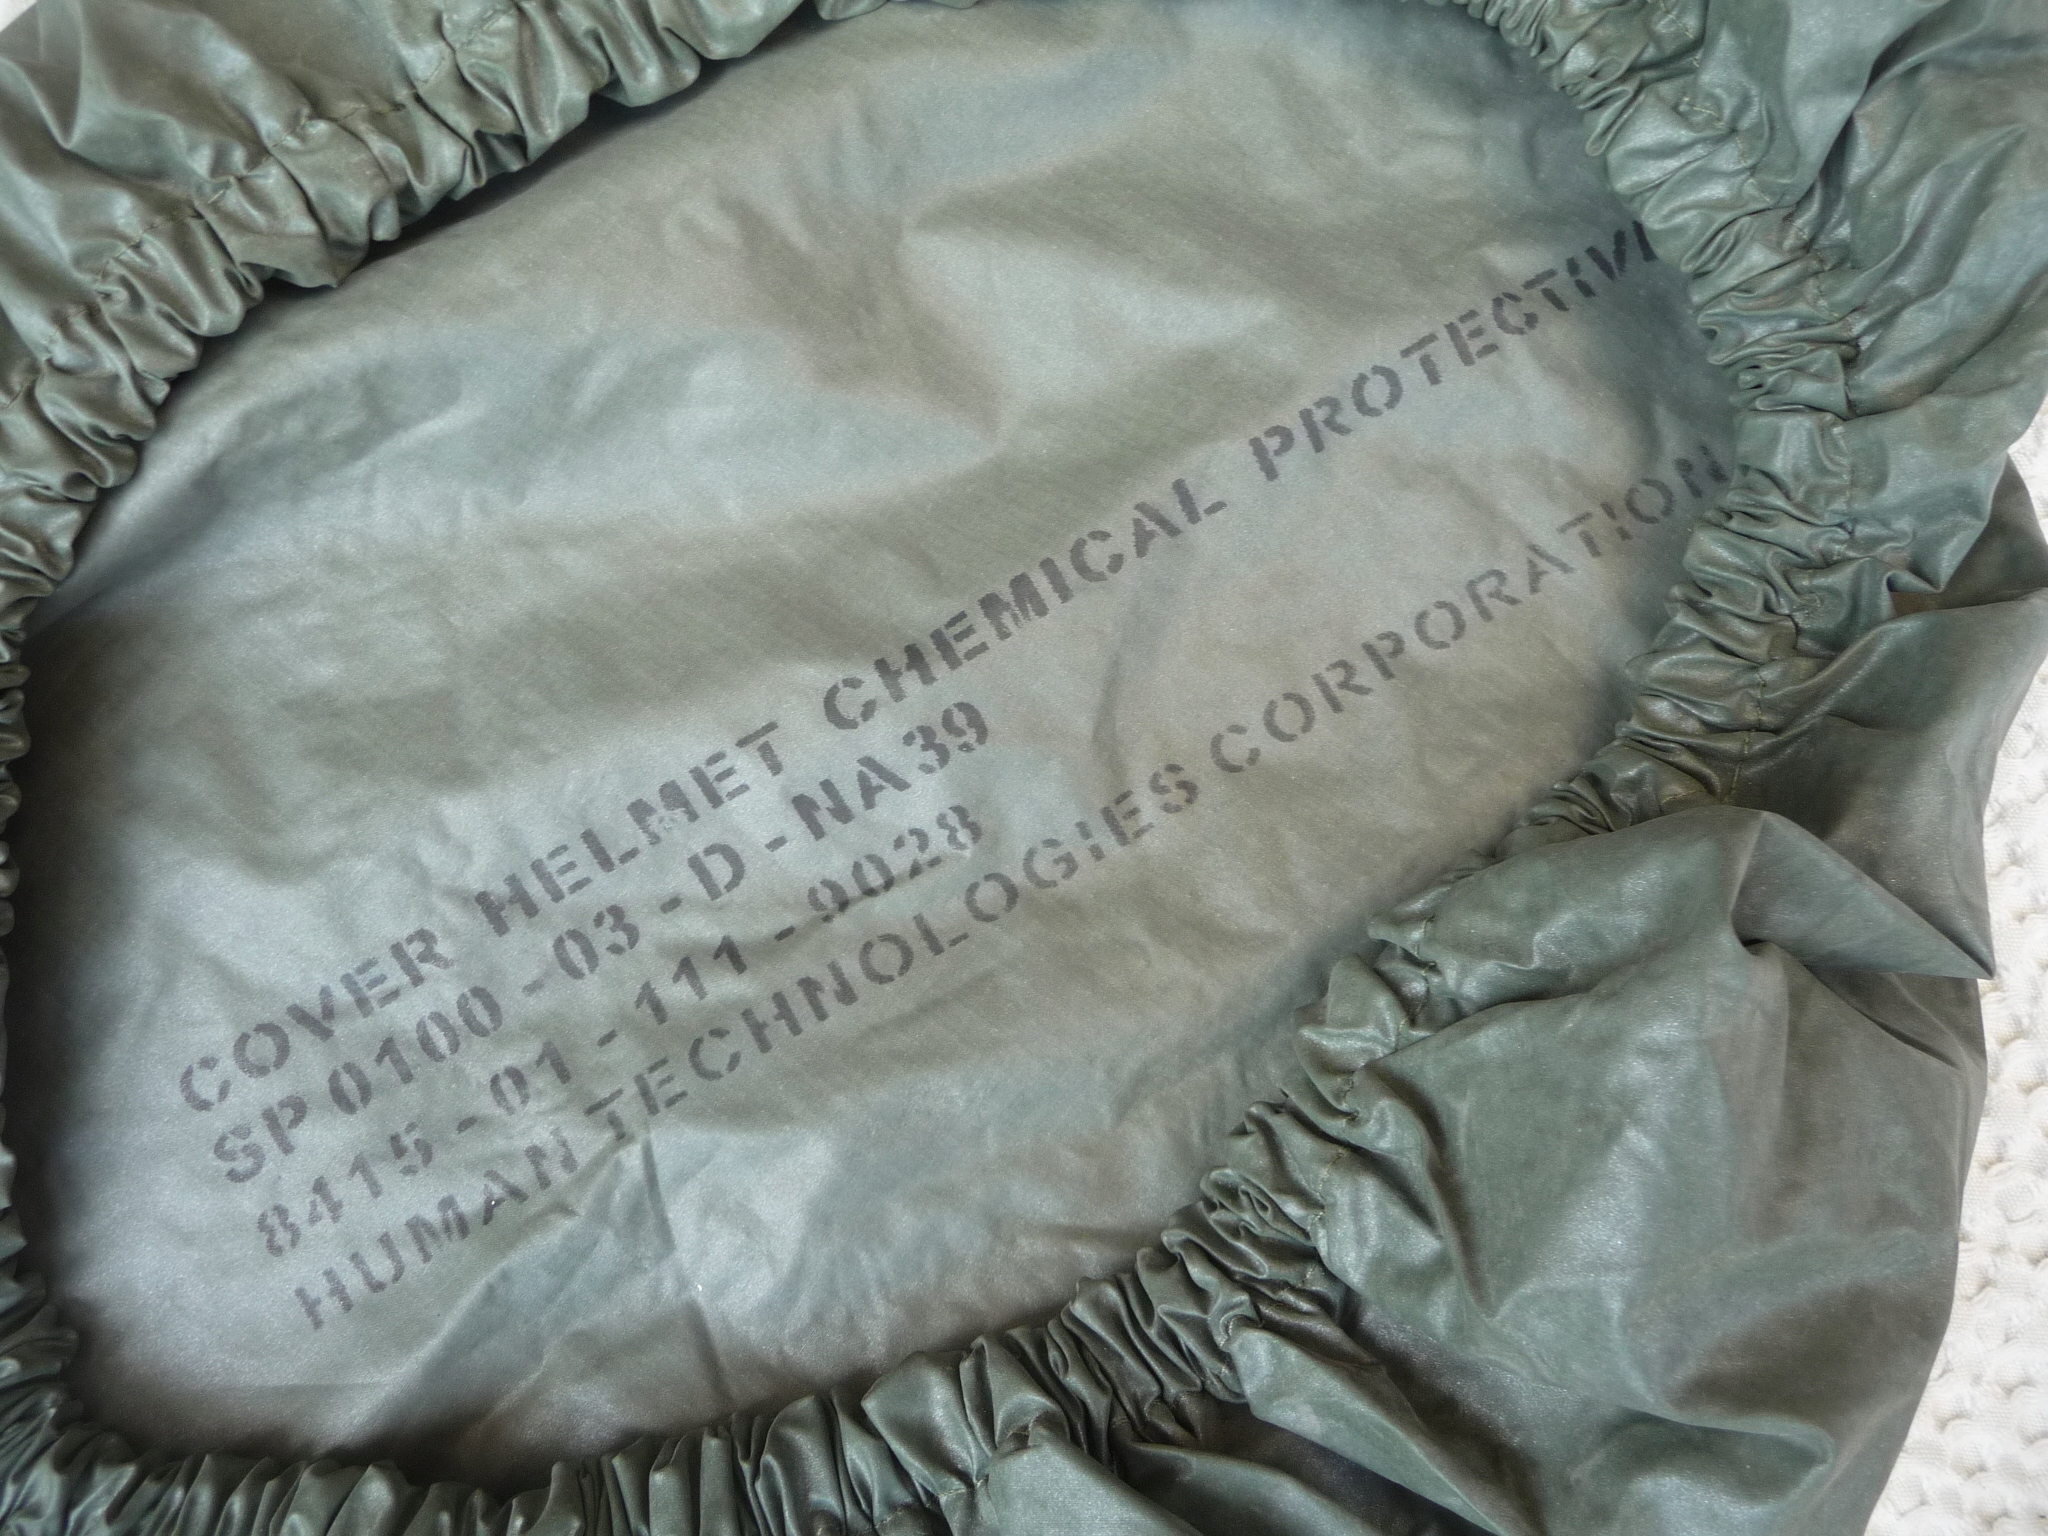 COVER HELMET CHEMICAL PROTECTIVE
SP0100-03-D-NA39
8415-01-111-9028
HUMAN TECHNOLOGIES CORPORATION